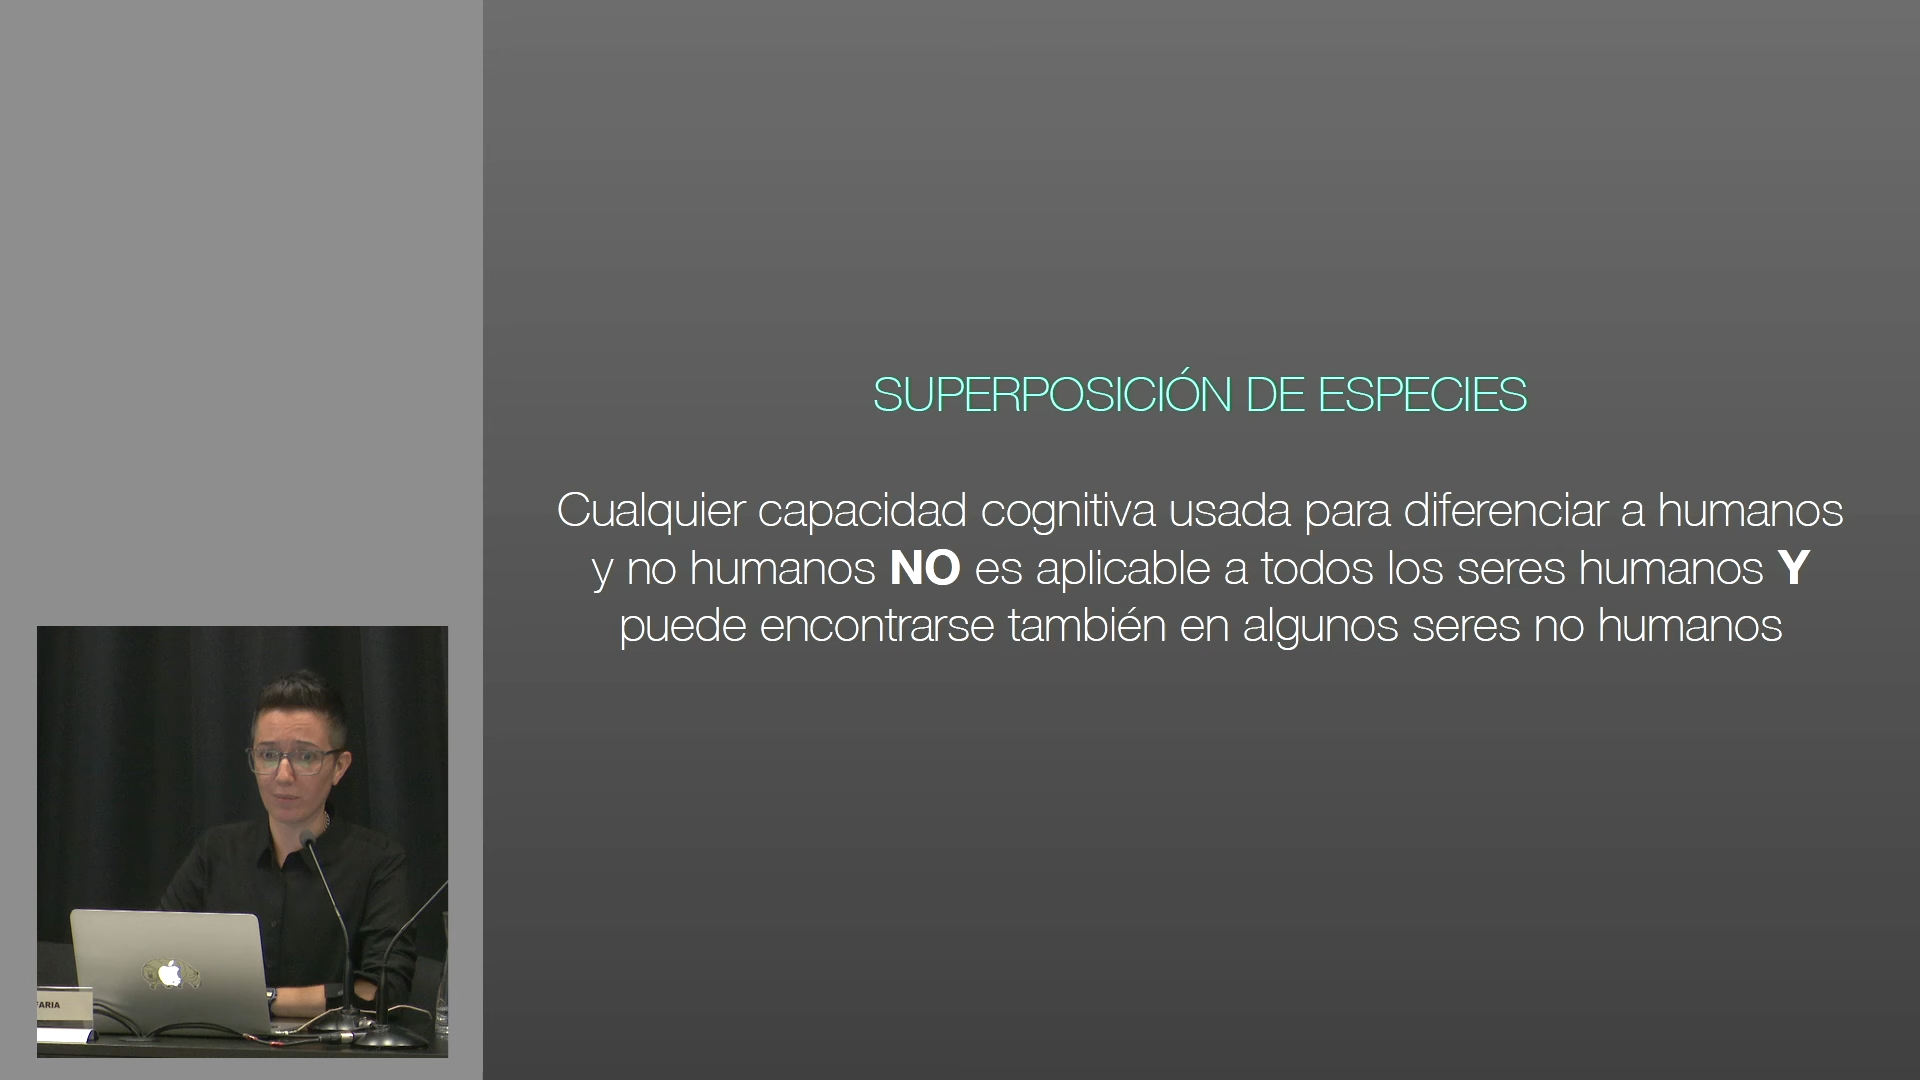 SUPERPOSICIÓN DE ESPECIES
Cualquier capacidad cognitiva usada para diferenciar a humanos
y no humanos NO es aplicable a todos los seres humanos Y
puede encontrarse también en algunos seres no humanos
FARIA